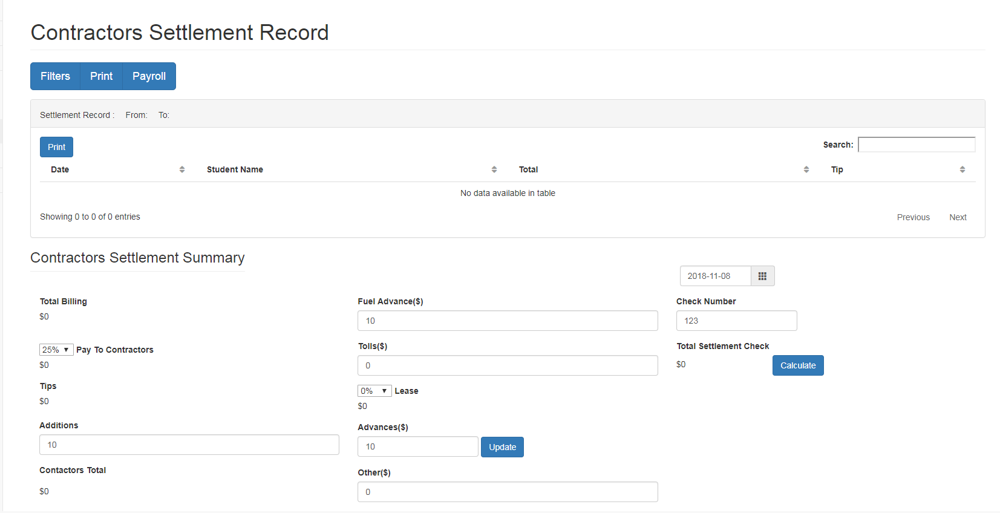 Contractors Settlement Record
Filters Print Payroll
Settlement Record : From: To:
Print Search:
Date Student Name Total Tip
No data available in table
Showing 0 to 0 of 0 entries Previous Next
Contractors Settlement Summary
2018-11-08
Total Billing Fuel Advance($) Check Number
$0
10 123
25% Pay To Contractors Tolls($) Total Settlement Check
$0 0 $0 Calculate
Tips 0% Lease
$0 $0
Additions Advances($)
10 10 Update
Contactors Total Other($)
$0 0